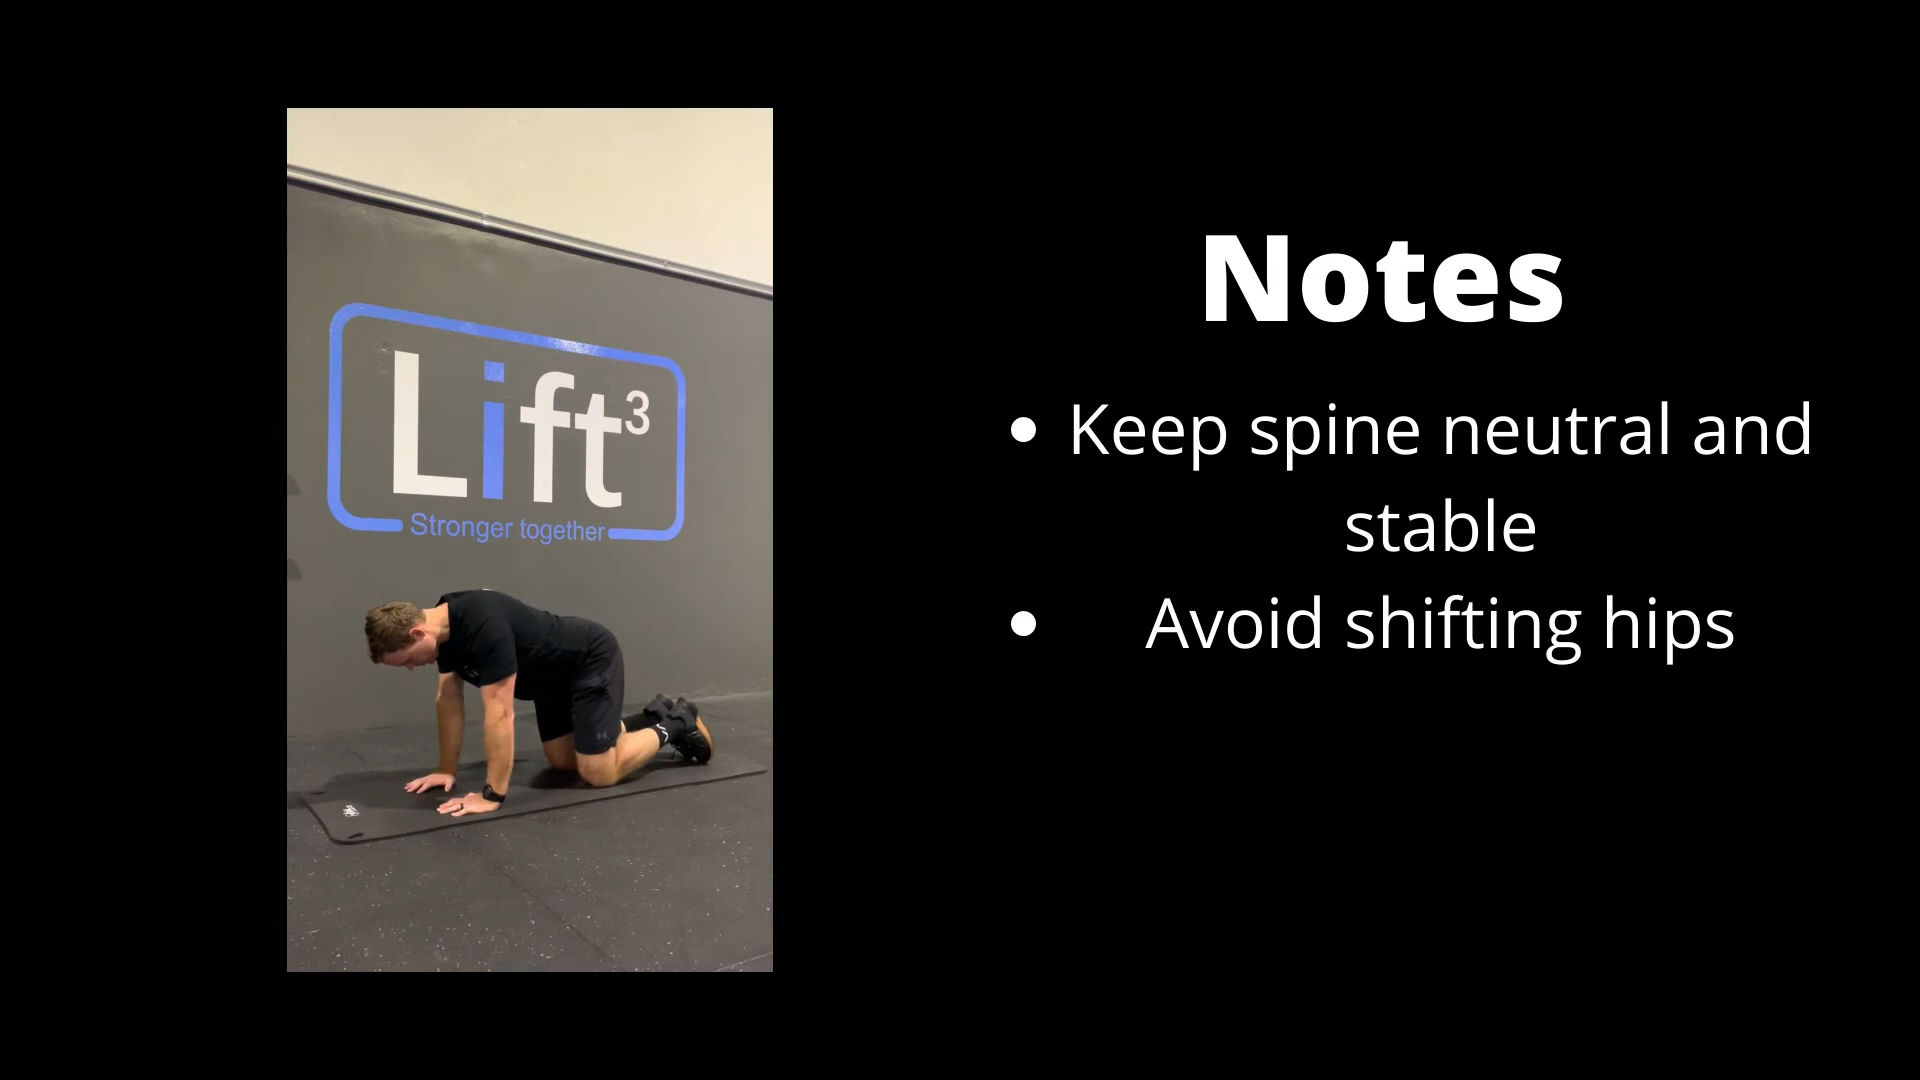 Lift³
Stronger together
Notes
• Keep spine neutral and
stable
• Avoid shifting hips